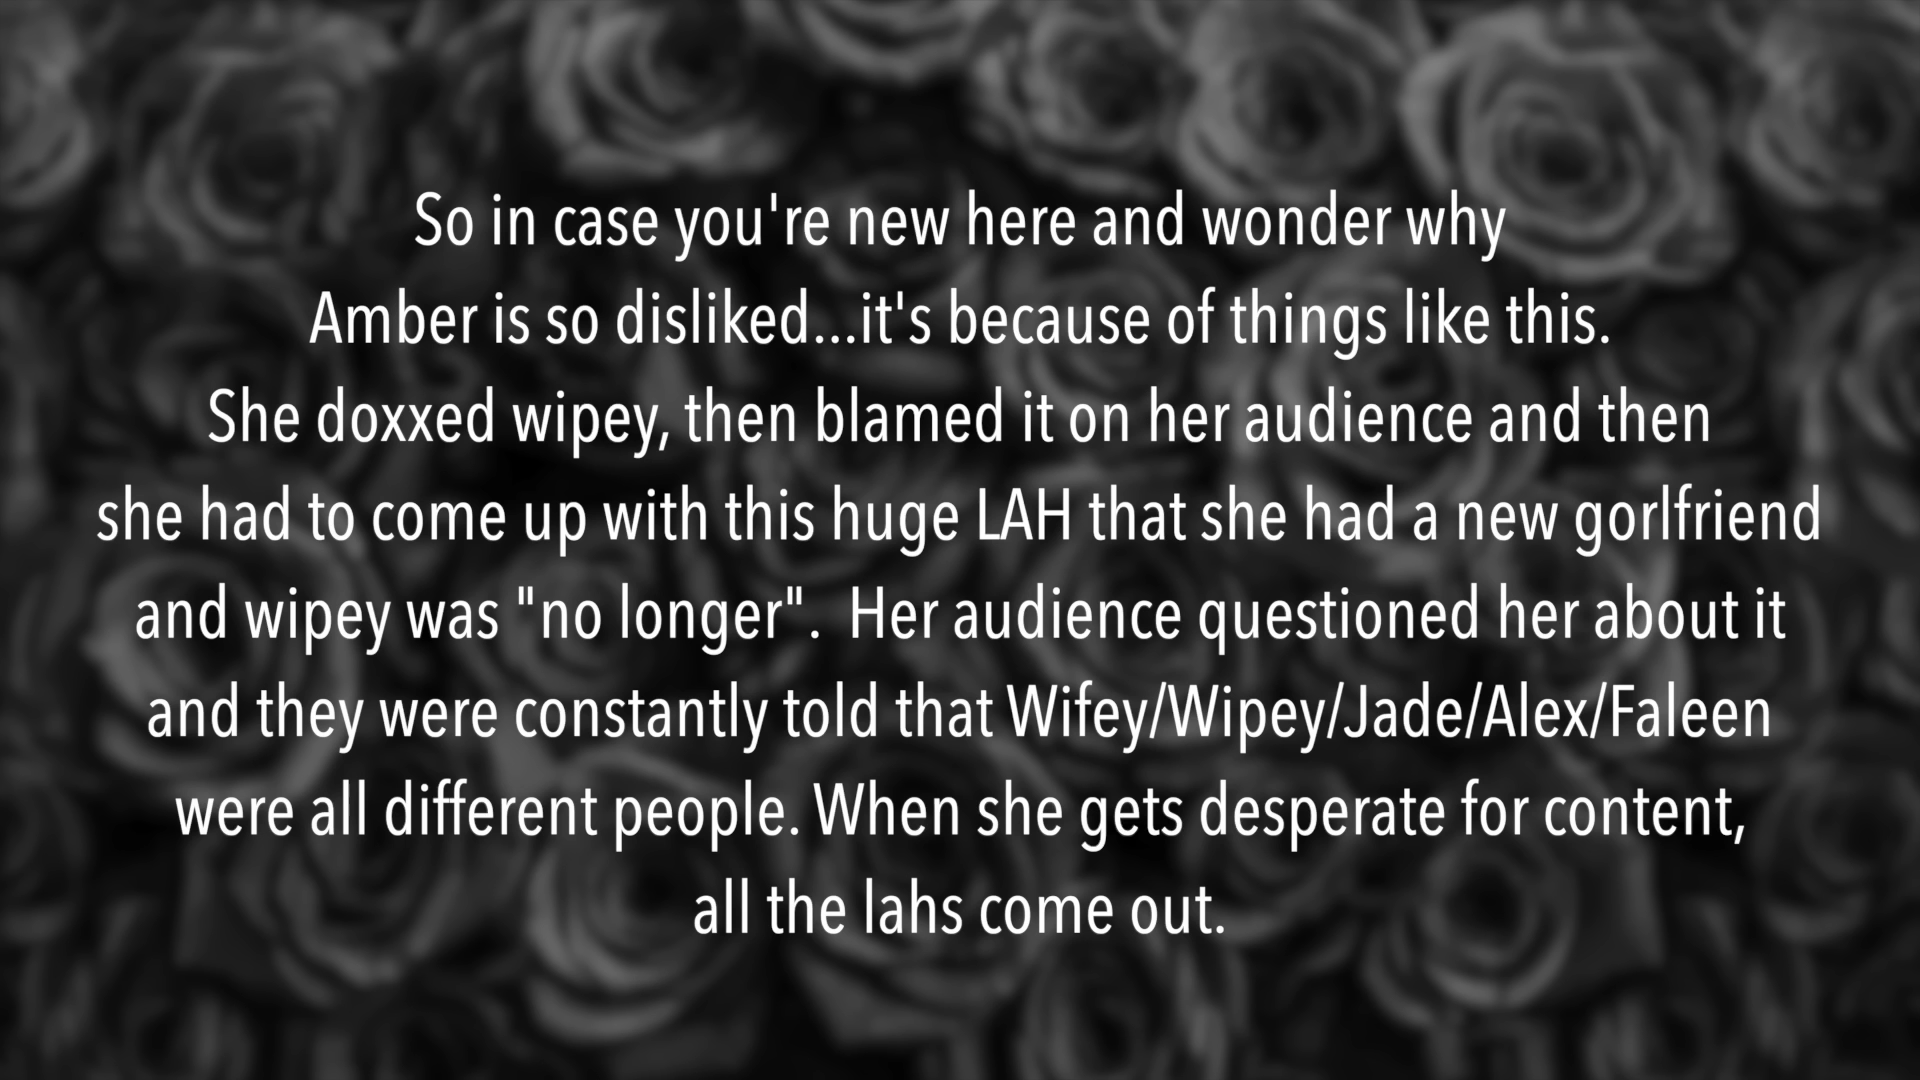 So in case you're new here and wonder why
Amber is so disliked...it's because of things like this.
She doxxed wipey, then blamed it on her audience and then
she had to come up with this huge LAH that she had a new gorlfriend
and wipey was "no longer".  Her audience questioned her about it
and they were constantly told that Wifey/Wipey/Jade/Alex/Faleen
were all different people. When she gets desperate for content,
all the lahs come out.